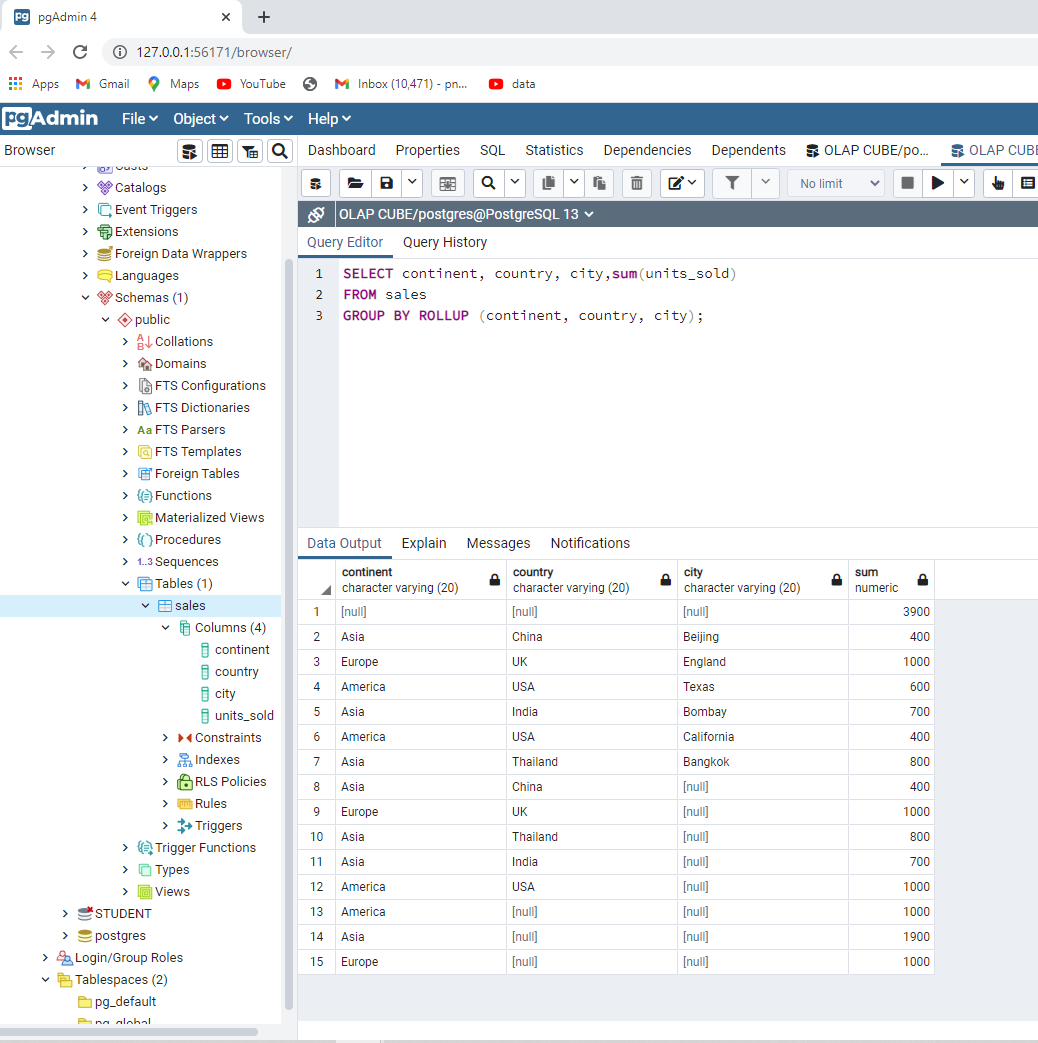 pgAdmin 4
127.0.0.1:56171/browser/
Apps Gmail Maps YouTube Inbox (10,471) - pn... data
pgAdmin File Object Tools Help
Browser
Dashboard Properties SQL Statistics Dependencies Dependents OLAP CUBE/po... OLAP CUBE
No limit
OLAP CUBE/postgres@PostgreSQL 13
Query Editor Query History
1 SELECT continent, country, city,sum(units_sold)
2 FROM sales
3 GROUP BY ROLLUP (continent, country, city);
Casts
Catalogs
Event Triggers
Extensions
Foreign Data Wrappers
Languages
Schemas (1)
public
Collations
Domains
FTS Configurations
FTS Dictionaries
Aa FTS Parsers
FTS Templates
Foreign Tables
Functions
Materialized Views
Procedures
1..3 Sequences
Tables (1)
sales
Columns (4)
continent
country
city
units_sold
Constraints
Indexes
RLS Policies
Rules
Triggers
Trigger Functions
Types
Views
STUDENT
postgres
Login/Group Roles
Tablespaces (2)
pg_default
pg_global
Data Output Explain Messages Notifications
continent country city sum
character varying (20) character varying (20) character varying (20) numeric
1 [null] [null] [null] 3900
2 Asia China Beijing 400
3 Europe UK England 1000
4 America USA Texas 600
5 Asia India Bombay 700
6 America USA California 400
7 Asia Thailand Bangkok 800
8 Asia China [null] 400
9 Europe UK [null] 1000
10 Asia Thailand [null] 800
11 Asia India [null] 700
12 America USA [null] 1000
13 America [null] [null] 1000
14 Asia [null] [null] 1900
15 Europe [null] [null] 1000